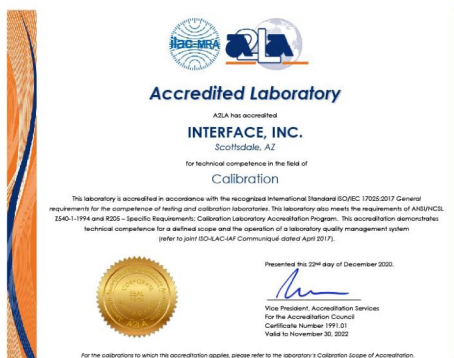 ilac-MRA
A2LA
Accredited Laboratory
A2LA has accredited
INTERFACE, INC.
Scottsdale, AZ
for technical competence in the field of
Calibration
This laboratory is accredited in accordance with the recognized International Standard ISO/IEC 17025:2017 General
requirements for the competence of testing and calibration laboratories. This laboratory also meets the requirements of ANSI/NCSL
Z540-1-1994 and R205 – Specific Requirements: Calibration Laboratory Accreditation Program. This accreditation demonstrates
technical competence for a defined scope and the operation of a laboratory quality management system
(refer to joint ISO-ILAC-IAF Communiqué dated April 2017).
Presented this 22nd day of December 2020.
Vice President, Accreditation Services
For the Accreditation Council
Certificate Number 1991.01
Valid to November 30, 2022
A2LA
For the calibrations to which this accreditation applies, please refer to the laboratory's Calibration Scope of Accreditation.